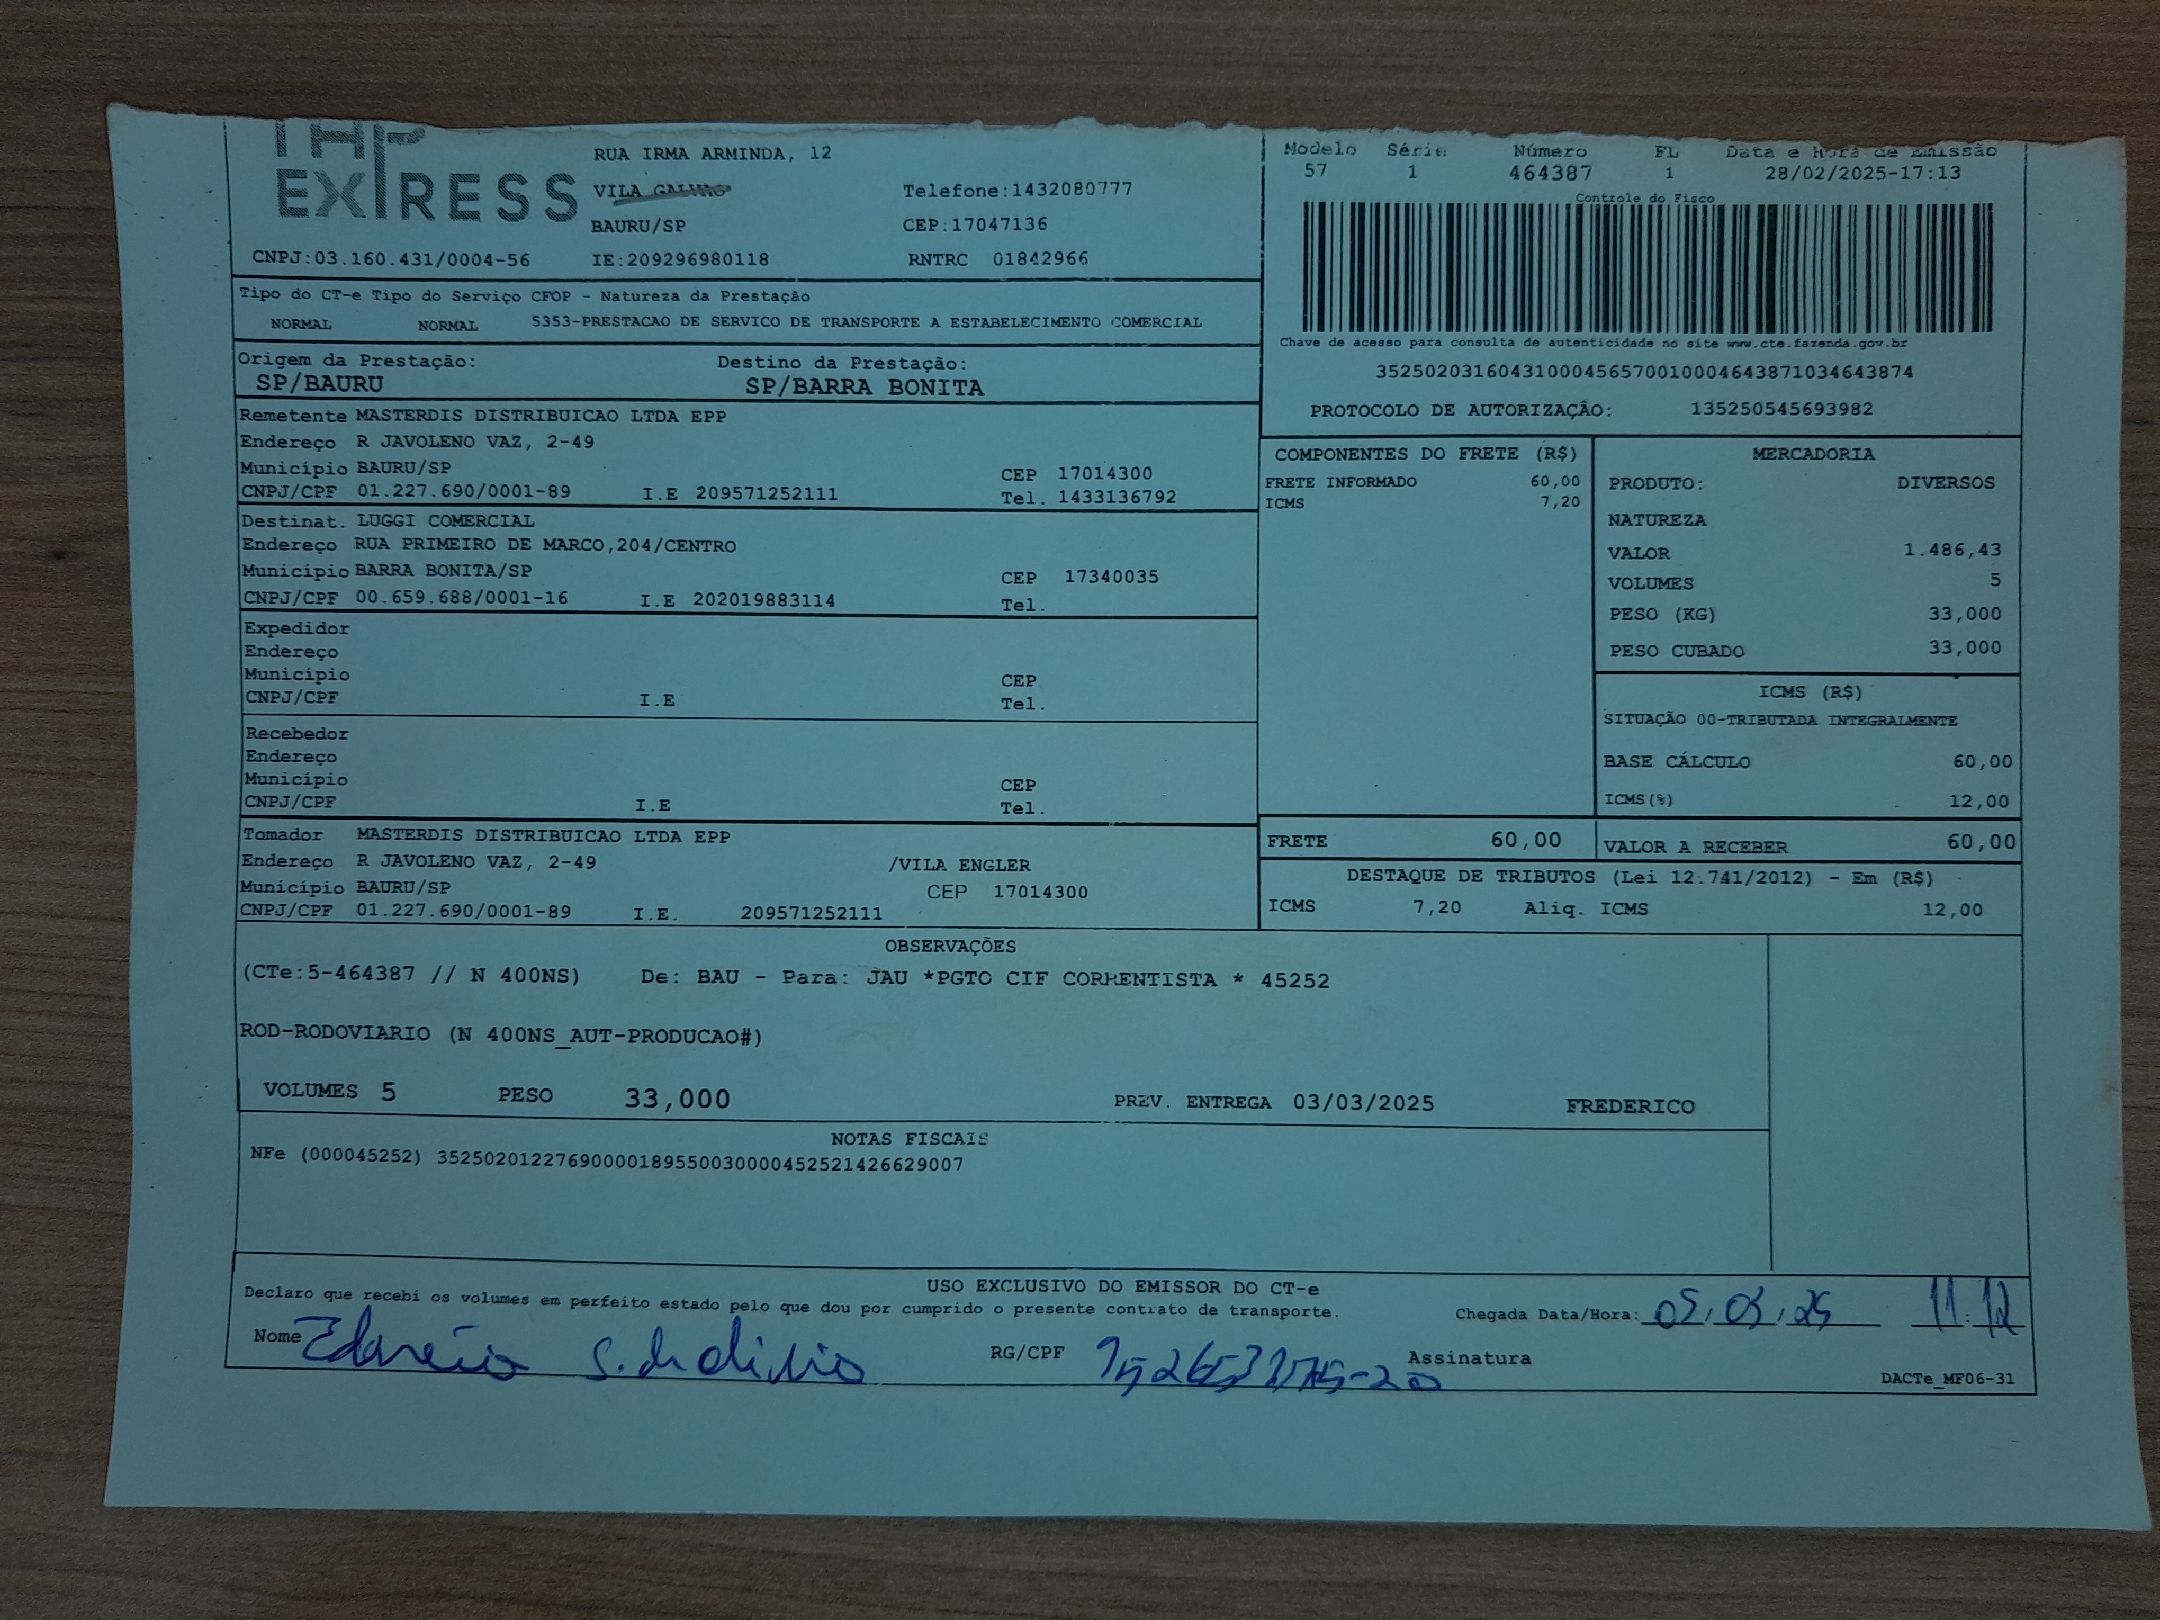 TAP
EXPRESS
RUA IRMA ARMINDA, 12
VILA GALVAO Telefone:1432080777
BAURU/SP CEP:17047136
CNPJ:03.160.431/0004-56 IE:209296980118 RNTRC 01842966
Modelo Série Número FL Data e Hora de Emissão
57 1 464387 1 28/02/2025-17:13
Controle do Fisco
Chave de acesso para consulta de autenticidade no site www.cte.fazenda.gov.br
35250203160431000456570010004643871034643874
PROTOCOLO DE AUTORIZAÇÃO: 135250545693982
Tipo do CT-e Tipo do Serviço CFOP - Natureza da Prestação
NORMAL NORMAL 5353-PRESTACAO DE SERVICO DE TRANSPORTE A ESTABELECIMENTO COMERCIAL
Origem da Prestação: Destino da Prestação:
SP/BAURU SP/BARRA BONITA
Remetente MASTERDIS DISTRIBUICAO LTDA EPP
Endereço R JAVOLENO VAZ, 2-49
Município BAURU/SP CEP 17014300
CNPJ/CPF 01.227.690/0001-89 I.E 209571252111 Tel. 1433136792
Destinat. LUGGI COMERCIAL
Endereço RUA PRIMEIRO DE MARCO,204/CENTRO
Município BARRA BONITA/SP CEP 17340035
CNPJ/CPF 00.659.688/0001-16 I.E 202019883114 Tel.
Expedidor
Endereço
Município CEP
CNPJ/CPF I.E Tel.
Recebedor
Endereço
Município CEP
CNPJ/CPF I.E Tel.
Tomador MASTERDIS DISTRIBUICAO LTDA EPP
Endereço R JAVOLENO VAZ, 2-49 /VILA ENGLER
Município BAURU/SP CEP 17014300
CNPJ/CPF 01.227.690/0001-89 I.E. 209571252111
COMPONENTES DO FRETE (R$)
FRETE INFORMADO 60,00
ICMS 7,20
MERCADORIA
PRODUTO: DIVERSOS
NATUREZA
VALOR 1.486,43
VOLUMES 5
PESO (KG) 33,000
PESO CUBADO 33,000
ICMS (R$)
SITUAÇÃO 00-TRIBUTADA INTEGRALMENTE
BASE CÁLCULO 60,00
ICMS(%) 12,00
FRETE 60,00 VALOR A RECEBER 60,00
DESTAQUE DE TRIBUTOS (Lei 12.741/2012) - Em (R$)
ICMS 7,20 Aliq. ICMS 12,00
OBSERVAÇÕES
(CTe:5-464387 // N 400NS) De: BAU - Para: JAU *PGTO CIF CORRENTISTA * 45252
ROD-RODOVIARIO (N 400NS_AUT-PRODUCAO#)
VOLUMES 5 PESO 33,000 PREV. ENTREGA 03/03/2025 FREDERICO
NOTAS FISCAIS
NFe (000045252) 35250201227690000189550030000452521426629007
USO EXCLUSIVO DO EMISSOR DO CT-e
Declaro que recebi os volumes em perfeito estado pelo que dou por cumprido o presente contrato de transporte.
Chegada Data/Hora: 05,03,25 11:12
Nome RG/CPF Assinatura
DACTe_MF06-31